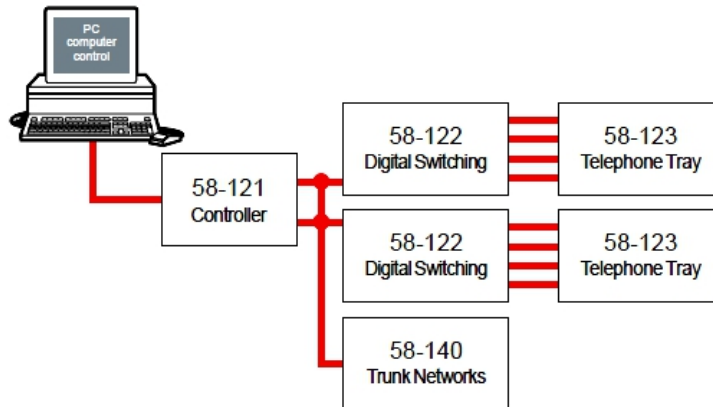 PC
computer
control
58-121
Controller
58-122
Digital Switching
58-123
Telephone Tray
58-122
Digital Switching
58-123
Telephone Tray
58-140
Trunk Networks